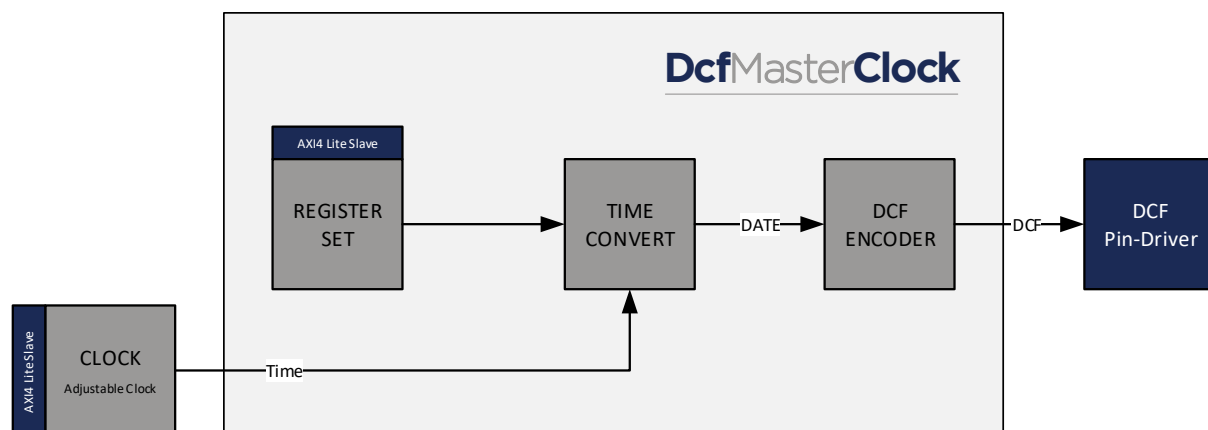 DcfMasterClock
AXI4 Lite Slave
REGISTER
SET
TIME
CONVERT
DATE
DCF
ENCODER
DCF
DCF
Pin-Driver
AXI4 Lite Slave
CLOCK
Adjustable Clock
Time